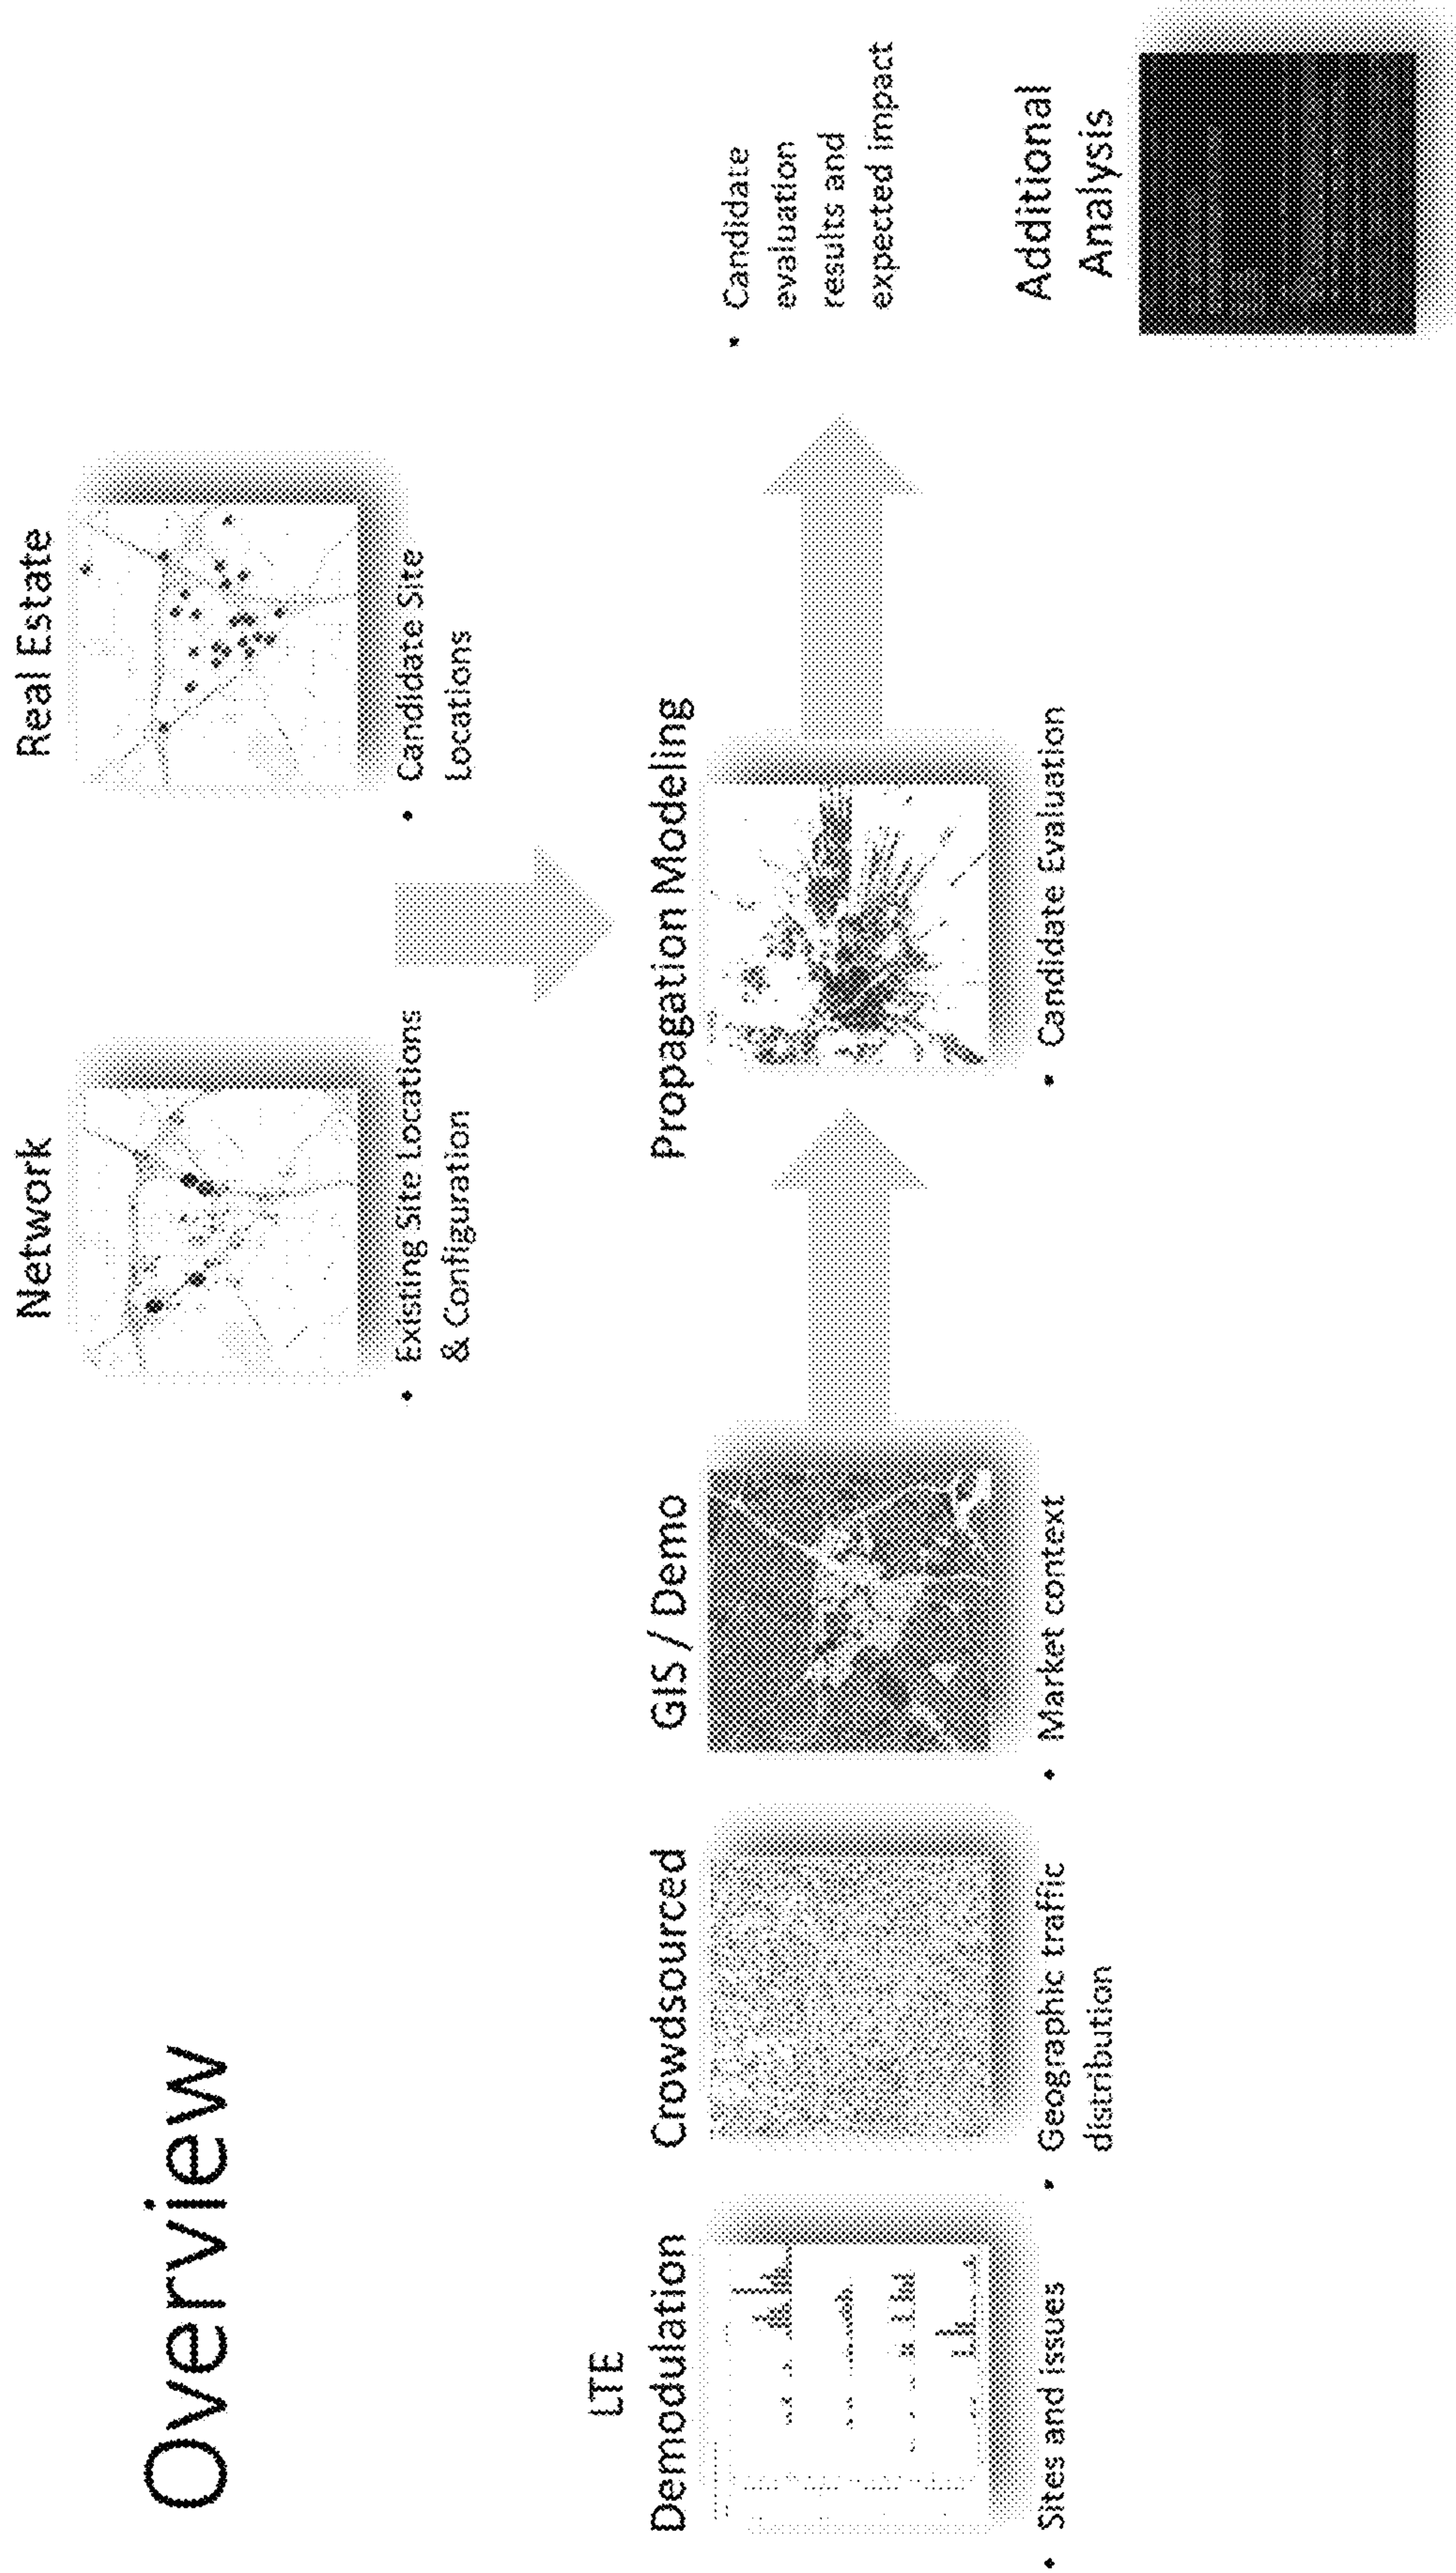 Overview
Network
• Existing Site Locations
& Configuration
Real Estate
• Candidate Site
Locations
LTE
Demodulation
• Sites and issues
Crowdsourced
• Geographic traffic
distribution
GIS / Demo
• Market context
Propagation Modeling
• Candidate Evaluation
• Candidate
evaluation
results and
expected impact
Additional
Analysis